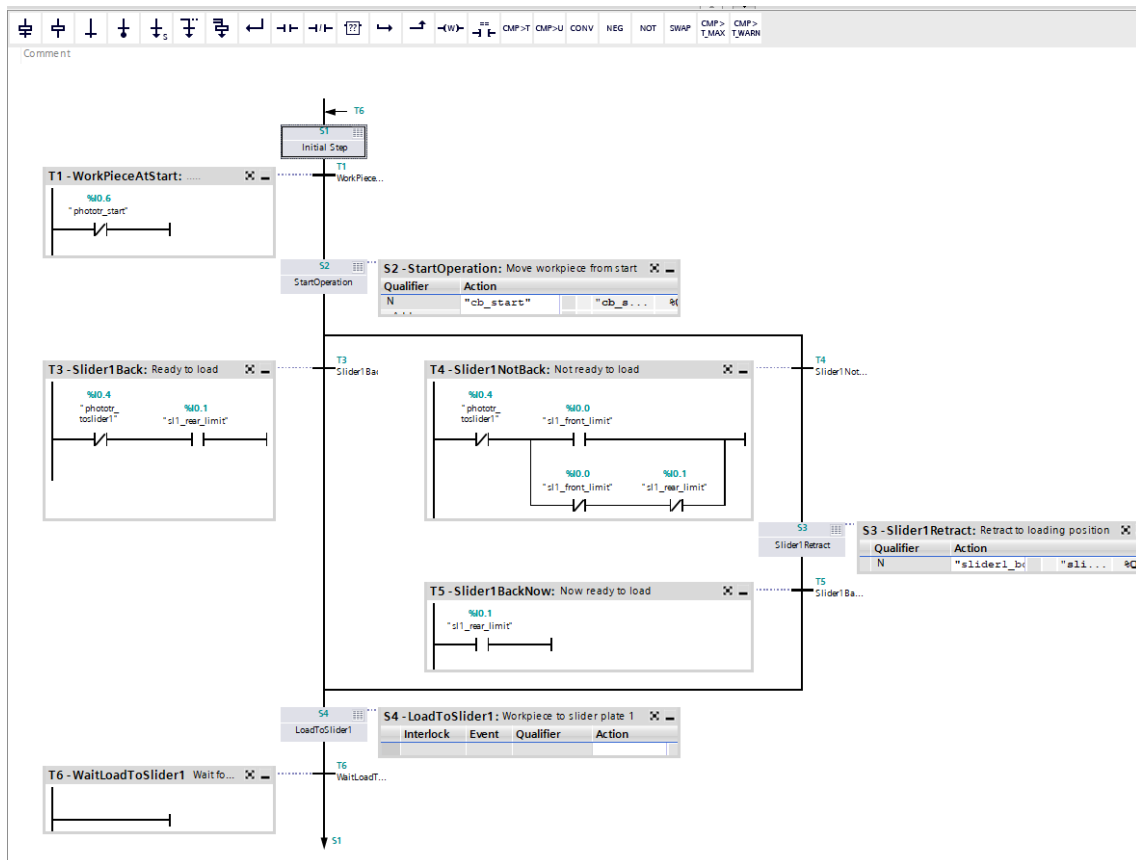 S ?? (W) == CMP>T CMP>U CONV NEG NOT SWAP CMP> T_MAX CMP> T_WARN
Comment
T6
S1
Initial Step
T1
WorkPiece...
T1 - WorkPieceAtStart: .....
%I0.6
"phototr_start"
S2
StartOperation
S2 - StartOperation: Move workpiece from start
Qualifier Action
N "cb_start" "cb_s... %Q
T3 - Slider1Back: Ready to load
T3
Slider1Ba
%I0.4
"phototr_
toslider1"
%I0.1
"sl1_rear_limit"
T4 - Slider1NotBack: Not ready to load
T4
Slider1Not...
%I0.4
"phototr_
toslider1"
%I0.0
"sl1_front_limit"
%I0.0
"sl1_front_limit"
%I0.1
"sl1_rear_limit"
S3
Slider1Retract
S3 - Slider1Retract: Retract to loading position
Qualifier Action
N "slider1_b "sli... %Q
T5 - Slider1BackNow: Now ready to load
T5
Slider1Ba...
%I0.1
"sl1_rear_limit"
S4
LoadToSlider1
S4 - LoadToSlider1: Workpiece to slider plate 1
Interlock Event Qualifier Action
T6 - WaitLoadToSlider1 Wait fo...
T6
WaitLoadT...
S1